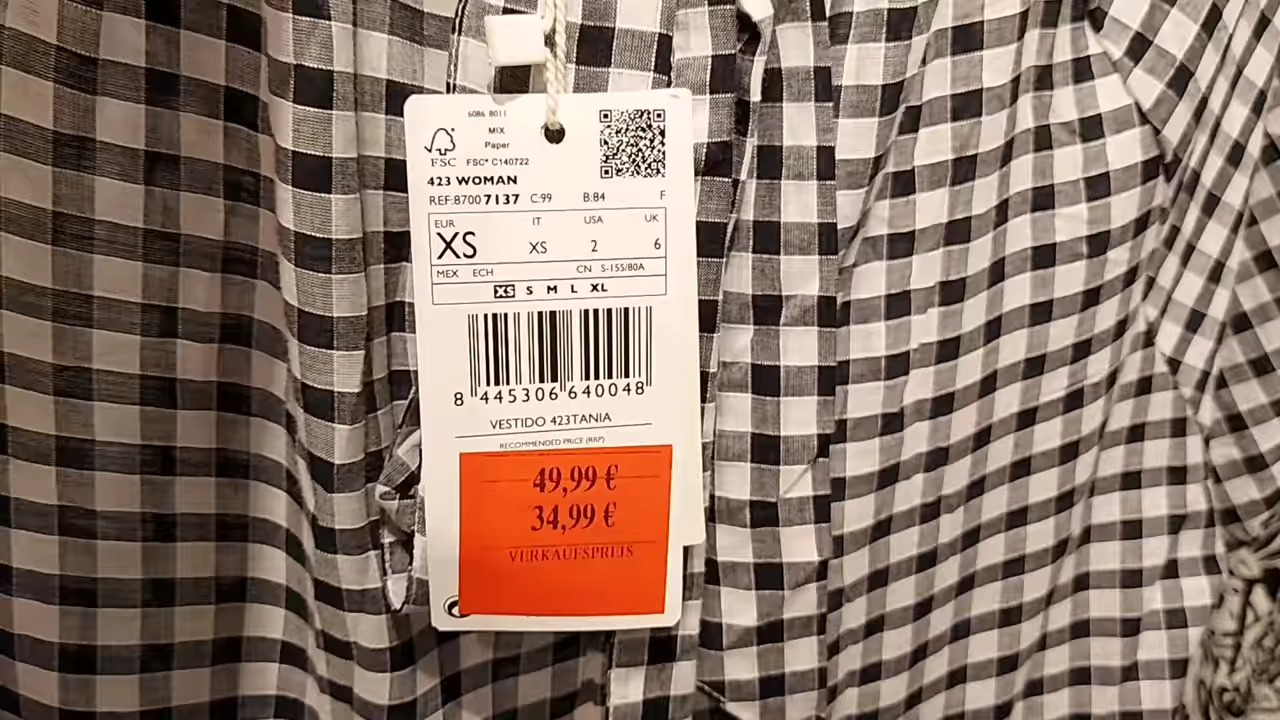 6086 8011
MIX
Paper
FSC FSC® C140722
423 WOMAN
REF:8700 7137 C:99 B:84 F
EUR IT USA UK
XS XS 2 6
MEX ECH CN S-155/80A
XS S M L XL
8 445306 640048
VESTIDO 423TANIA
RECOMMENDED PRICE (RRP)
49,99 €
34,99 €
VERKAUFSPREIS